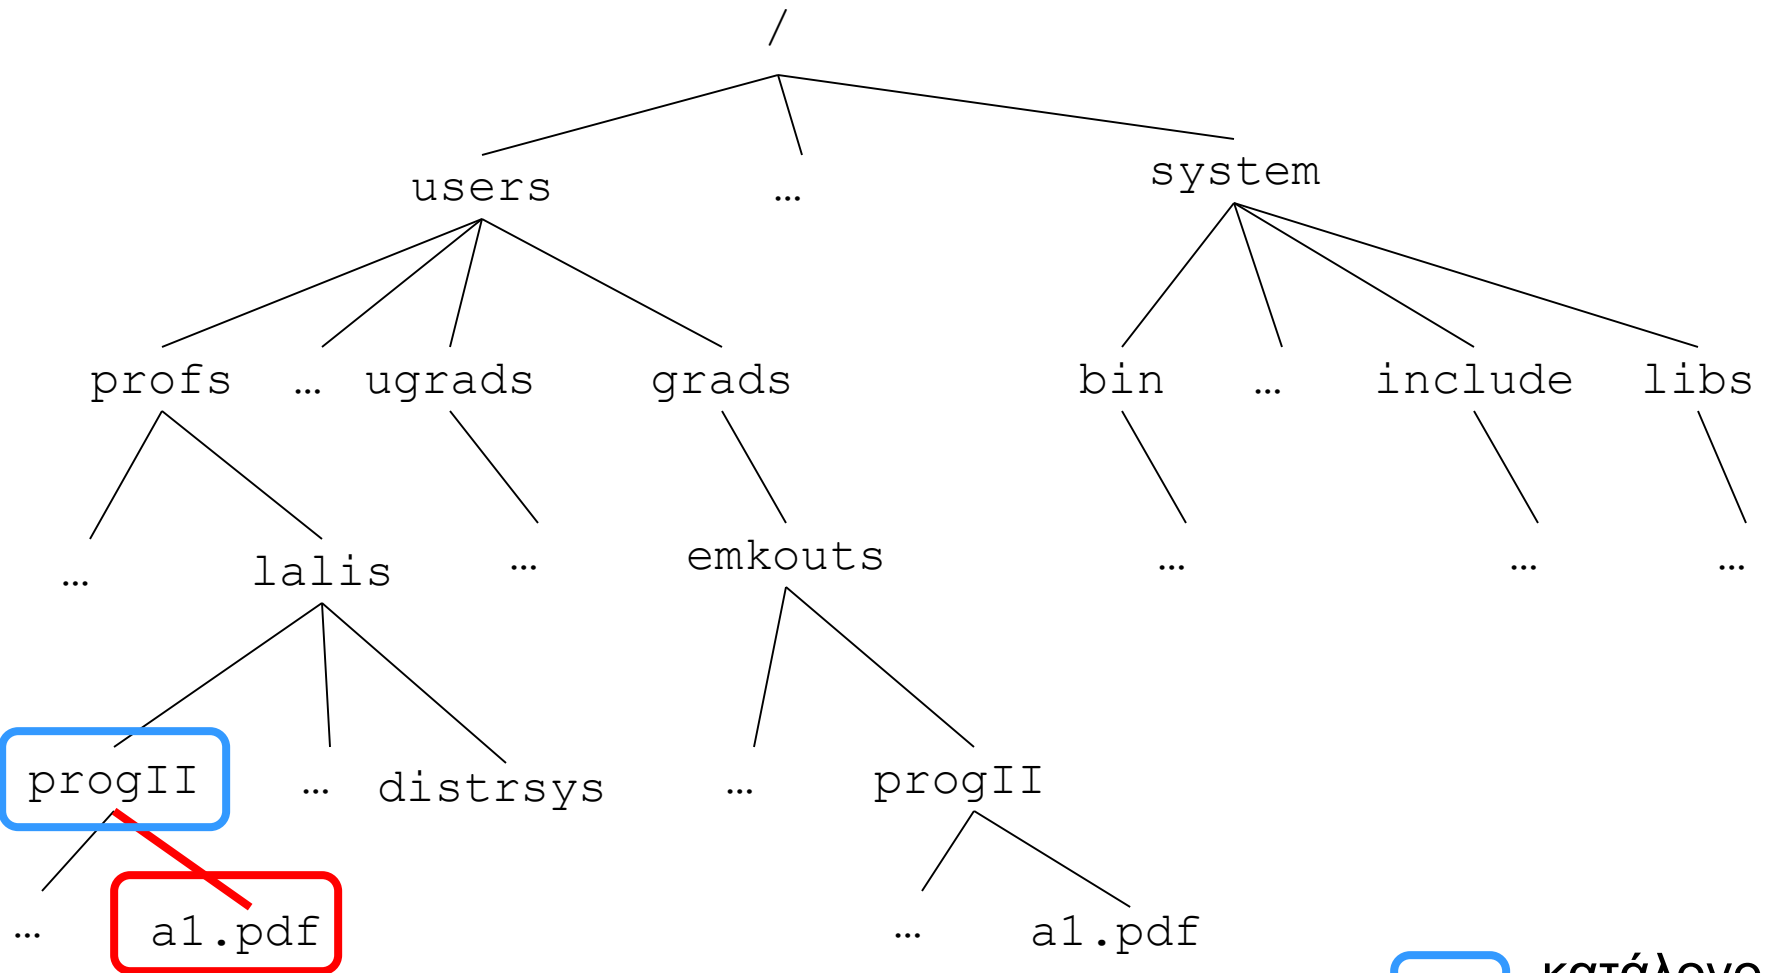 /
users … system
profs … ugrads grads bin … include libs
… lalis … emkouts … … …
progII … distrsys … progII
… a1.pdf … a1.pdf